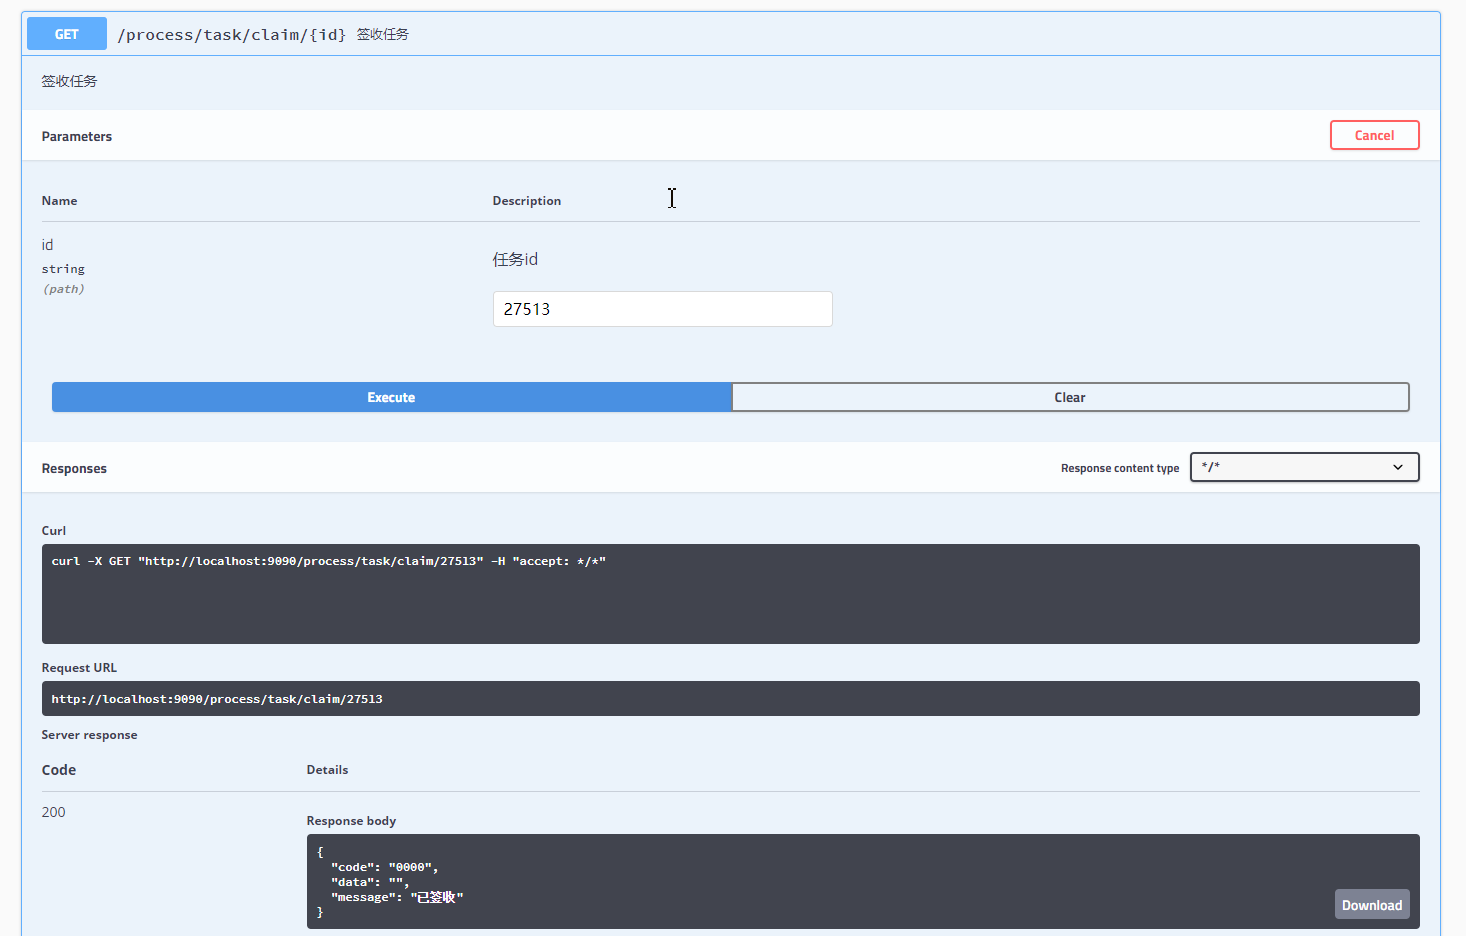 GET /process/task/claim/{id} 签收任务
签收任务
Parameters Cancel
Name Description
id
string
(path)
任务id
27513
Execute Clear
Responses Response content type */*
Curl
curl -X GET "http://localhost:9090/process/task/claim/27513" -H "accept: */*"
Request URL
http://localhost:9090/process/task/claim/27513
Server response
Code Details
200
Response body
{
  "code": "0000",
  "data": "",
  "message": "已签收"
}
Download